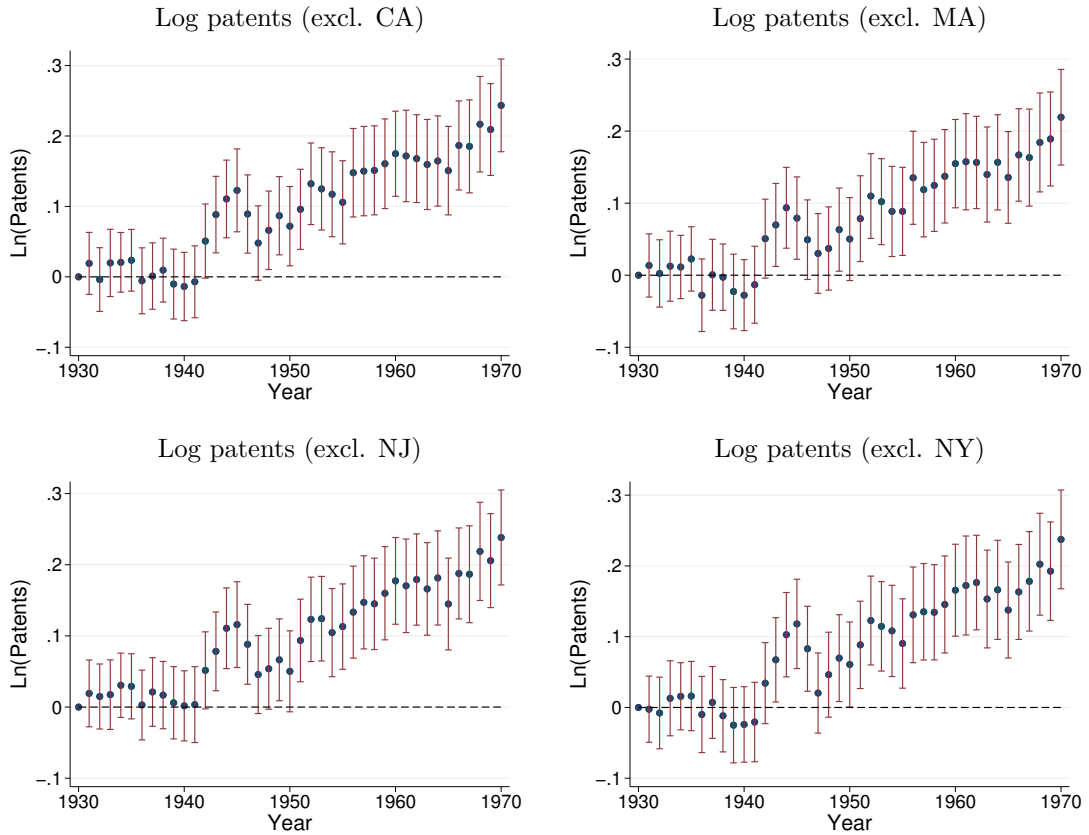 Log patents (excl. CA)
Ln(Patents)
.3
.2
.1
0
−.1
1930 1940 1950 1960 1970
Year
Log patents (excl. MA)
Ln(Patents)
.3
.2
.1
0
−.1
1930 1940 1950 1960 1970
Year
Log patents (excl. NJ)
Ln(Patents)
.3
.2
.1
0
−.1
1930 1940 1950 1960 1970
Year
Log patents (excl. NY)
Ln(Patents)
.3
.2
.1
0
−.1
1930 1940 1950 1960 1970
Year